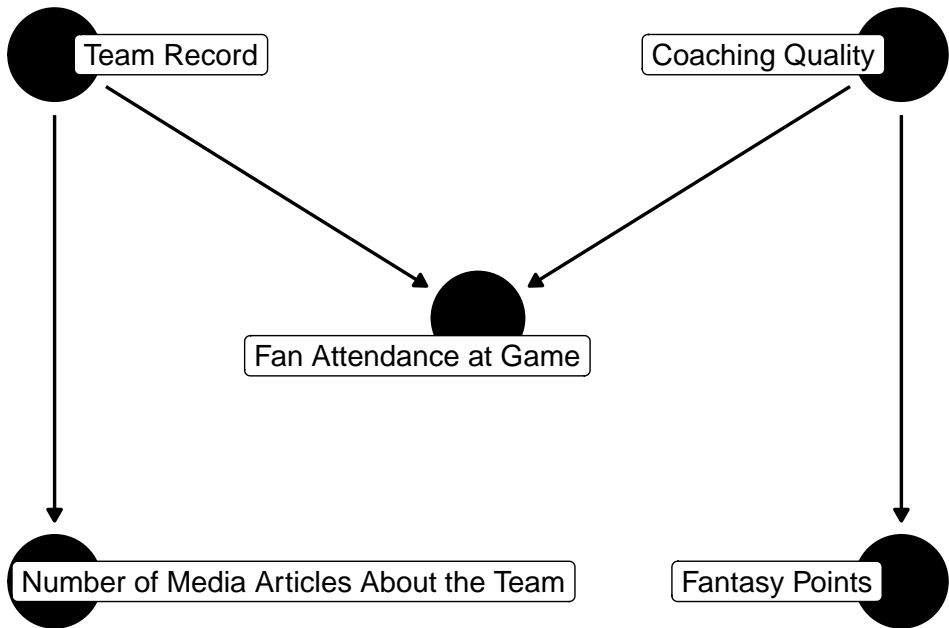 Team Record
Coaching Quality
Fan Attendance at Game
Number of Media Articles About the Team
Fantasy Points